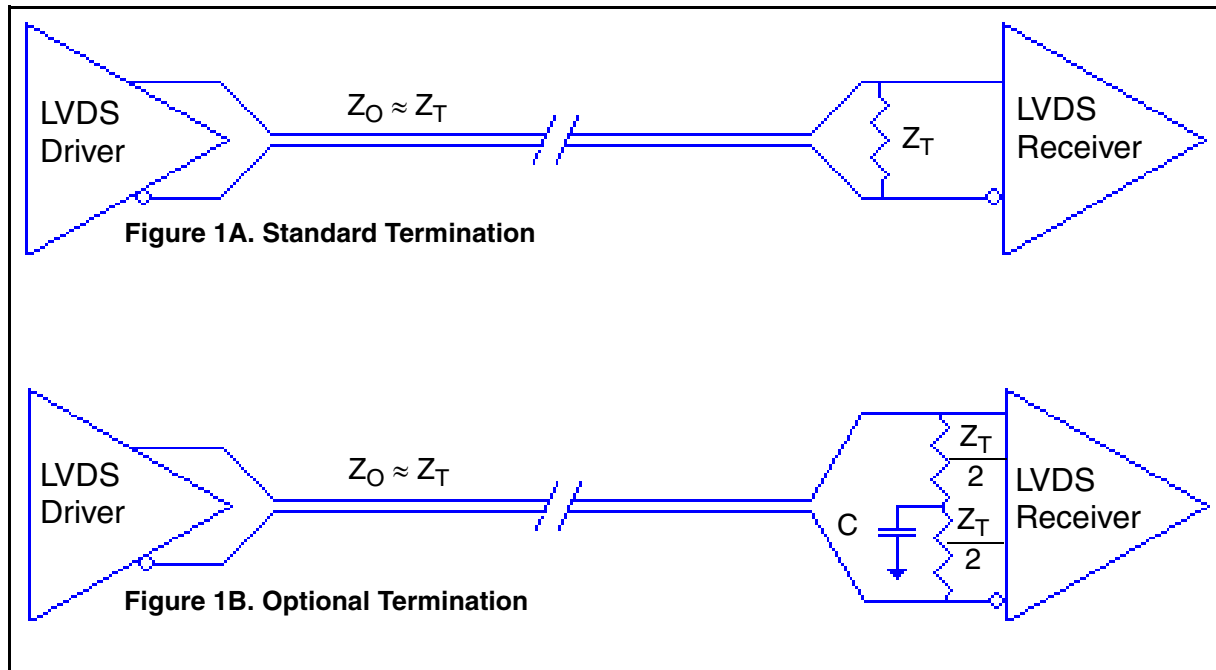 LVDS
Driver
Z_O ≈ Z_T
Z_T
LVDS
Receiver
Figure 1A. Standard Termination
LVDS
Driver
Z_O ≈ Z_T
C
Z_T
2
Z_T
2
LVDS
Receiver
Figure 1B. Optional Termination